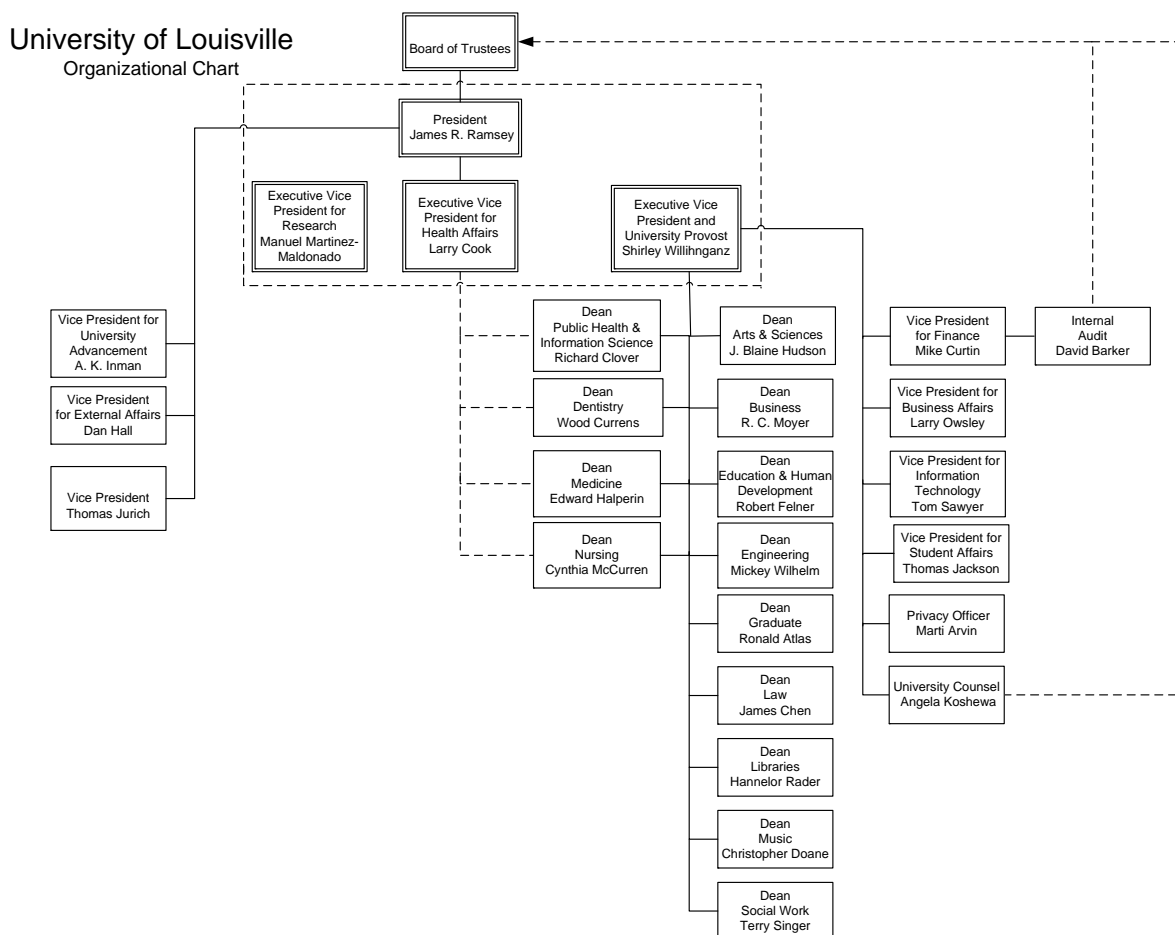 University of Louisville
Organizational Chart
Board of Trustees
President
James R. Ramsey
Executive Vice
President for
Research
Manuel Martinez-
Maldonado
Executive Vice
President for
Health Affairs
Larry Cook
Executive Vice
President and
University Provost
Shirley Willihnganz
Vice President for
University
Advancement
A. K. Inman
Vice President
for External Affairs
Dan Hall
Vice President
Thomas Jurich
Dean
Public Health &
Information Science
Richard Clover
Dean
Dentistry
Wood Currens
Dean
Medicine
Edward Halperin
Dean
Nursing
Cynthia McCurren
Dean
Arts & Sciences
J. Blaine Hudson
Dean
Business
R. C. Moyer
Dean
Education & Human
Development
Robert Felner
Dean
Engineering
Mickey Wilhelm
Dean
Graduate
Ronald Atlas
Dean
Law
James Chen
Dean
Libraries
Hannelor Rader
Dean
Music
Christopher Doane
Dean
Social Work
Terry Singer
Vice President
for Finance
Mike Curtin
Vice President for
Business Affairs
Larry Owsley
Vice President for
Information
Technology
Tom Sawyer
Vice President for
Student Affairs
Thomas Jackson
Privacy Officer
Marti Arvin
University Counsel
Angela Koshewa
Internal
Audit
David Barker